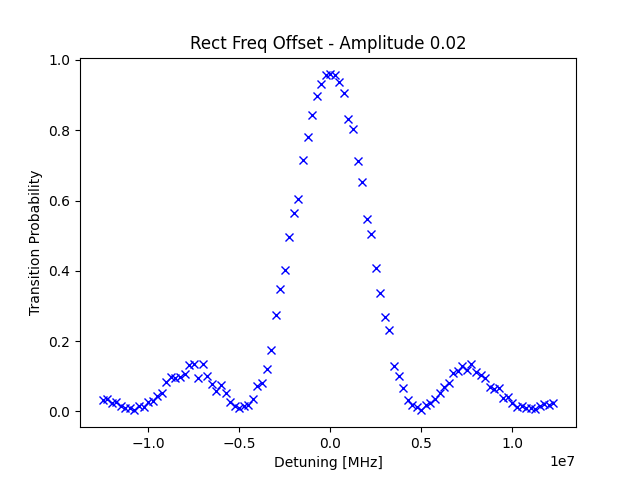 Rect Freq Offset - Amplitude 0.02
Transition Probability
1.0
0.8
0.6
0.4
0.2
0.0
−1.0 −0.5 0.0 0.5 1.0
1e7
Detuning [MHz]